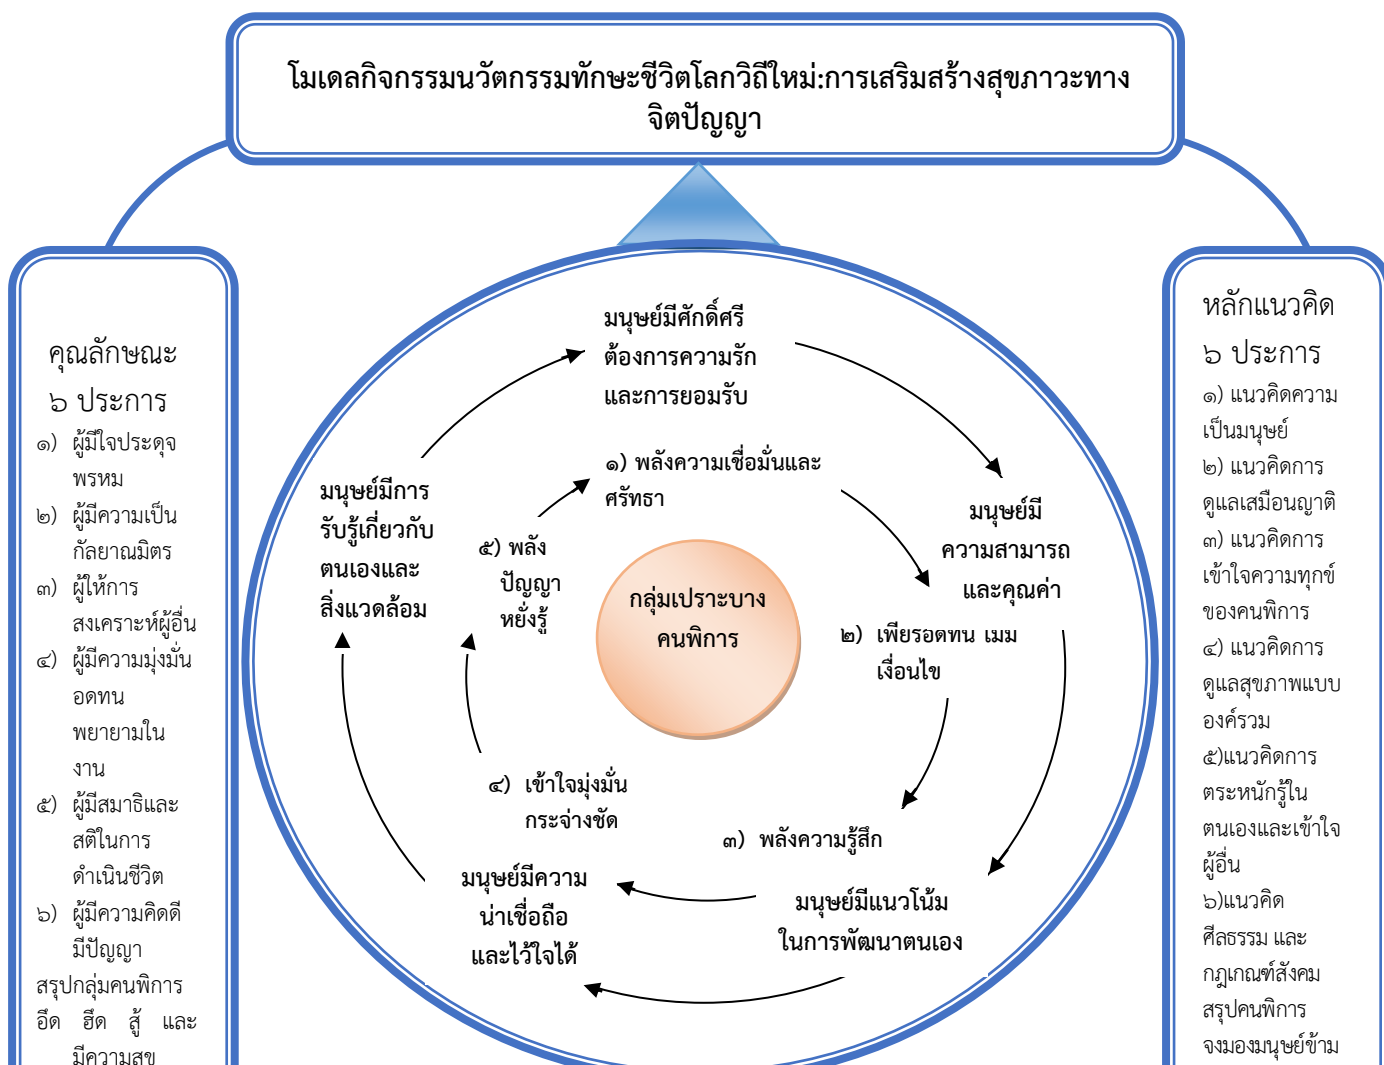 โมเดลกิจกรรมนวัตกรรมทักษะชีวิตโลกวิถีใหม่:การเสริมสร้างสุขภาวะทาง
จิตปัญญา
คุณลักษณะ
๖ ประการ
๑) ผู้มีใจประดุจ
พรหม
๒) ผู้มีความเป็น
กัลยาณมิตร
๓) ผู้ให้การ
สงเคราะห์ผู้อื่น
๔) ผู้มีความมุ่งมั่น
อดทน
พยายามใน
งาน
๕) ผู้มีสมาธิและ
สติในการ
ดำเนินชีวิต
๖) ผู้มีความคิดดี
มีปัญญา
สรุปกลุ่มคนพิการ
อึด ฮึด สู้ และ
มีความสุข
มนุษย์มีศักดิ์ศรี
ต้องการความรัก
และการยอมรับ
มนุษย์มี
ความสามารถ
และคุณค่า
มนุษย์มีแนวโน้ม
ในการพัฒนาตนเอง
มนุษย์มีความ
น่าเชื่อถือ
และไว้ใจได้
มนุษย์มีการ
รับรู้เกี่ยวกับ
ตนเองและ
สิ่งแวดล้อม
๑) พลังความเชื่อมั่นและ
ศรัทธา
๒) เพียรอดทน เมม
เงื่อนไข
๓) พลังความรู้สึก
๔) เข้าใจมุ่งมั่น
กระจ่างชัด
๕) พลัง
ปัญญา
หยั่งรู้
กลุ่มเปราะบาง
คนพิการ
หลักแนวคิด
๖ ประการ
๑) แนวคิดความ
เป็นมนุษย์
๒) แนวคิดการ
ดูแลเสมือนญาติ
๓) แนวคิดการ
เข้าใจความทุกข์
ของคนพิการ
๔) แนวคิดการ
ดูแลสุขภาพแบบ
องค์รวม
๕)แนวคิดการ
ตระหนักรู้ใน
ตนเองและเข้าใจ
ผู้อื่น
๖)แนวคิด
ศีลธรรม และ
กฎเกณฑ์สังคม
สรุปคนพิการ
จงมองมนุษย์ข้าม